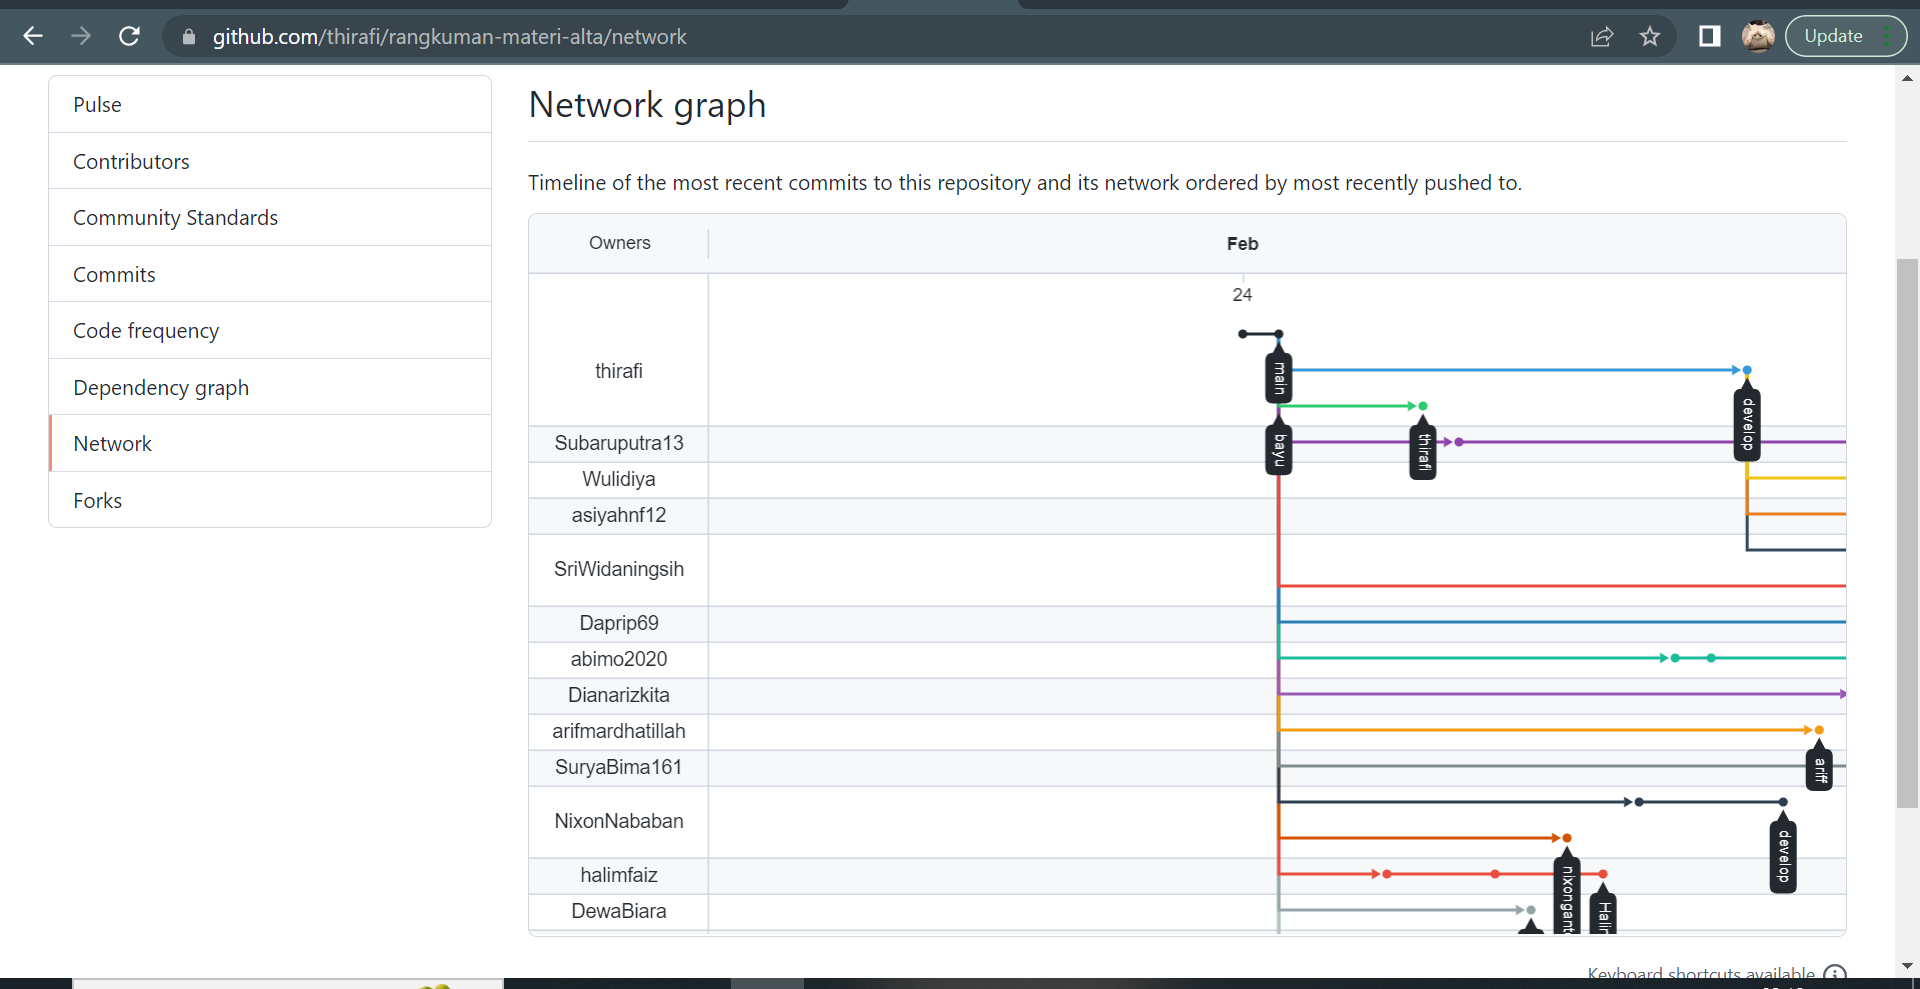 github.com/thirafi/rangkuman-materi-alta/network
Update
Pulse
Contributors
Community Standards
Commits
Code frequency
Dependency graph
Network
Forks
Network graph
Timeline of the most recent commits to this repository and its network ordered by most recently pushed to.
Owners
Feb
24
thirafi
main
develop
Subaruputra13
bayu
thirafi
Wulidiya
asiyahnf12
SriWidaningsih
Daprip69
abimo2020
Dianarizkita
arifmardhatillah
ariff
SuryaBima161
NixonNababan
develop
halimfaiz
DewaBiara
Keyboard shortcuts available